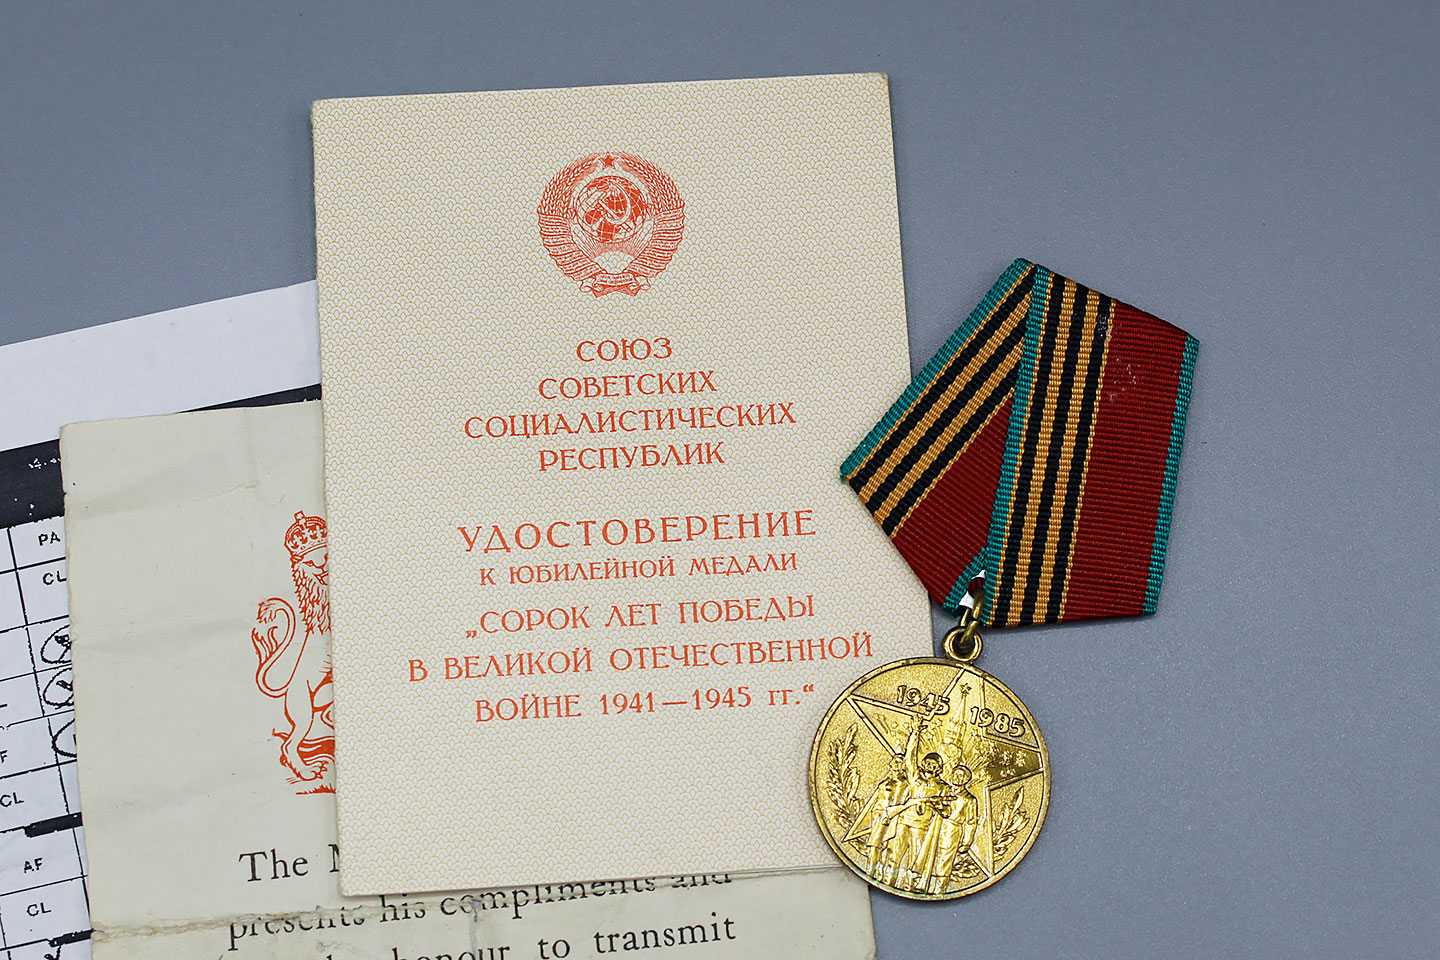 СОЮЗ
СОВЕТСКИХ
СОЦИАЛИСТИЧЕСКИХ
РЕСПУБЛИК
УДОСТОВЕРЕНИЕ
К ЮБИЛЕЙНОЙ МЕДАЛИ
„СОРОК ЛЕТ ПОБЕДЫ
В ВЕЛИКОЙ ОТЕЧЕСТВЕННОЙ
ВОЙНЕ 1941—1945 гг.“
1945 1985
PA
CL
F
CL
AF
CL
The
presents his compliments and
honour to transmit